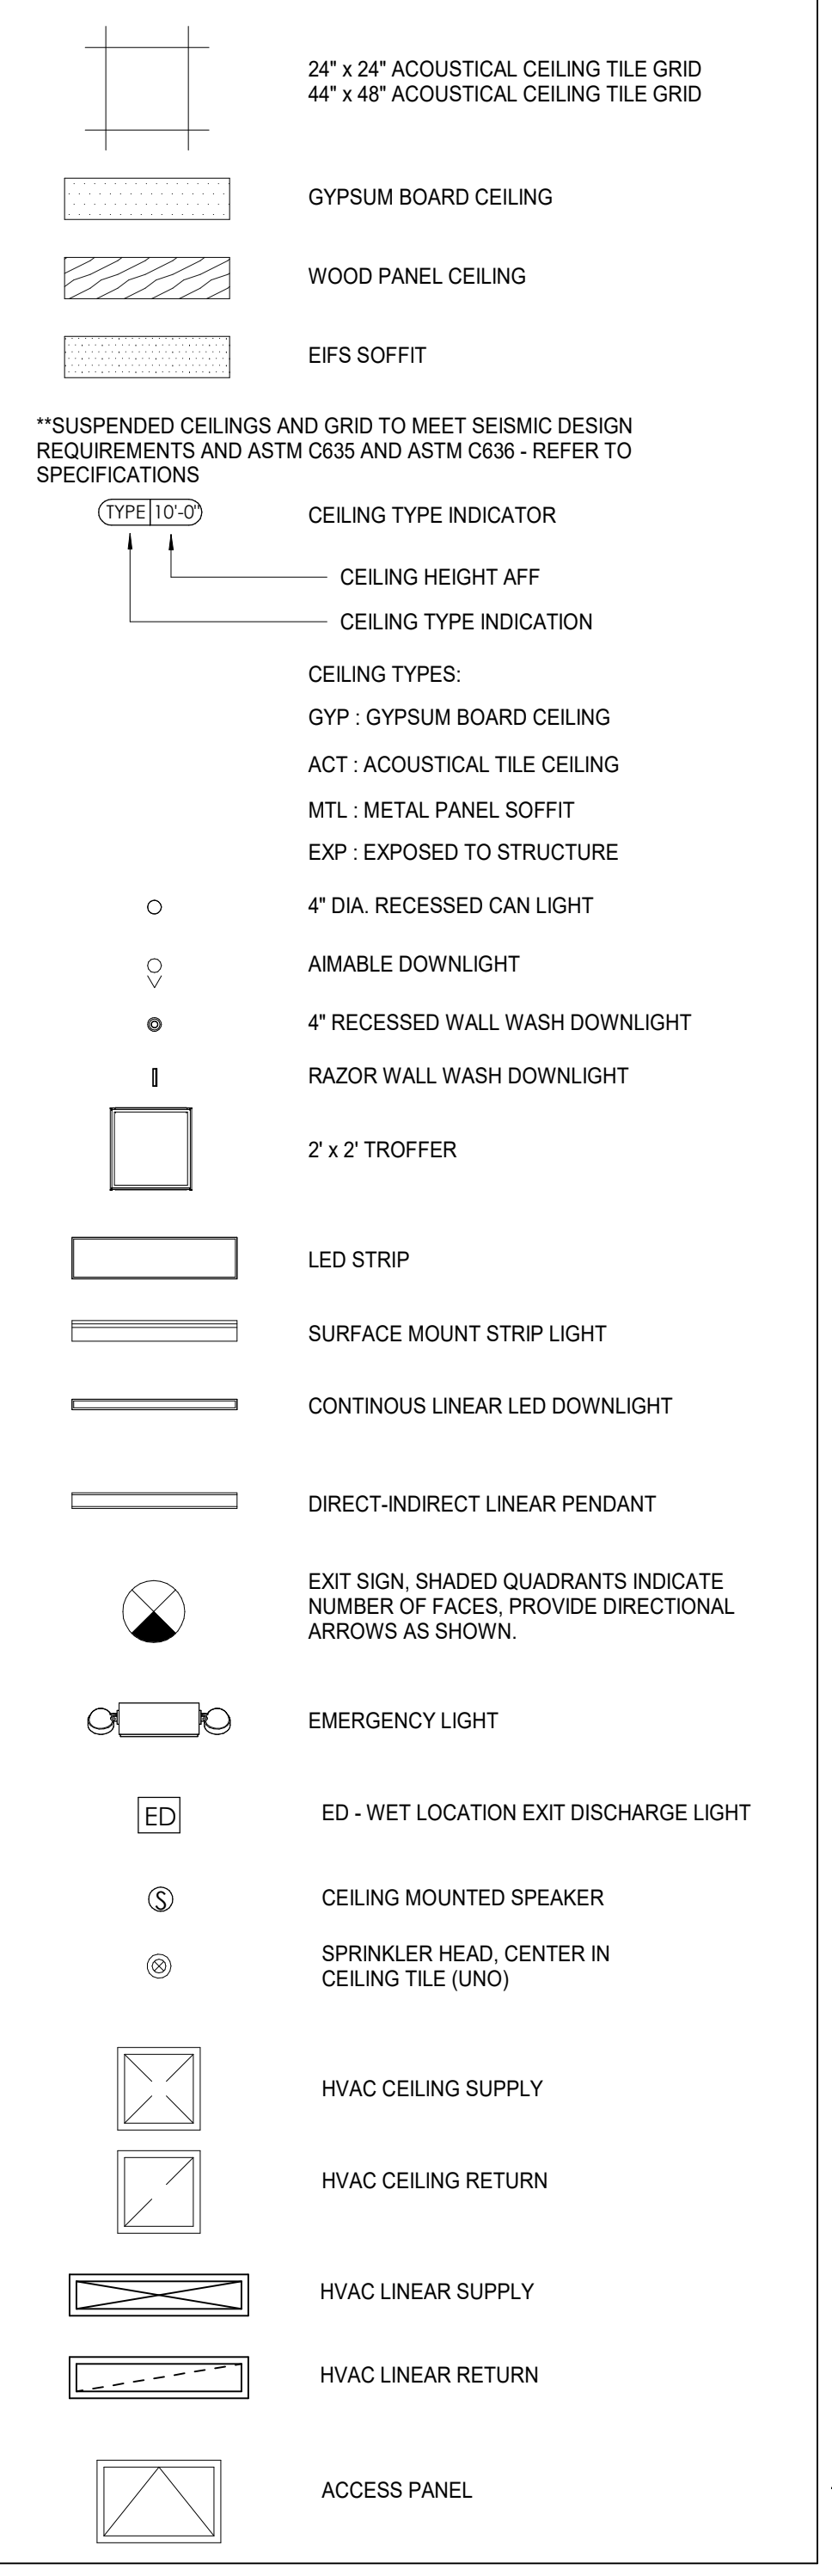 24" x 24" ACOUSTICAL CEILING TILE GRID
44" x 48" ACOUSTICAL CEILING TILE GRID
GYPSUM BOARD CEILING
WOOD PANEL CEILING
EIFS SOFFIT
**SUSPENDED CEILINGS AND GRID TO MEET SEISMIC DESIGN
REQUIREMENTS AND ASTM C635 AND ASTM C636 - REFER TO
SPECIFICATIONS
TYPE 10'-0" CEILING TYPE INDICATOR
CEILING HEIGHT AFF
CEILING TYPE INDICATION
CEILING TYPES:
GYP : GYPSUM BOARD CEILING
ACT : ACOUSTICAL TILE CEILING
MTL : METAL PANEL SOFFIT
EXP : EXPOSED TO STRUCTURE
4" DIA. RECESSED CAN LIGHT
AIMABLE DOWNLIGHT
4" RECESSED WALL WASH DOWNLIGHT
RAZOR WALL WASH DOWNLIGHT
2' x 2' TROFFER
LED STRIP
SURFACE MOUNT STRIP LIGHT
CONTINOUS LINEAR LED DOWNLIGHT
DIRECT-INDIRECT LINEAR PENDANT
EXIT SIGN, SHADED QUADRANTS INDICATE
NUMBER OF FACES, PROVIDE DIRECTIONAL
ARROWS AS SHOWN.
EMERGENCY LIGHT
ED ED - WET LOCATION EXIT DISCHARGE LIGHT
S CEILING MOUNTED SPEAKER
SPRINKLER HEAD, CENTER IN
CEILING TILE (UNO)
HVAC CEILING SUPPLY
HVAC CEILING RETURN
HVAC LINEAR SUPPLY
HVAC LINEAR RETURN
ACCESS PANEL